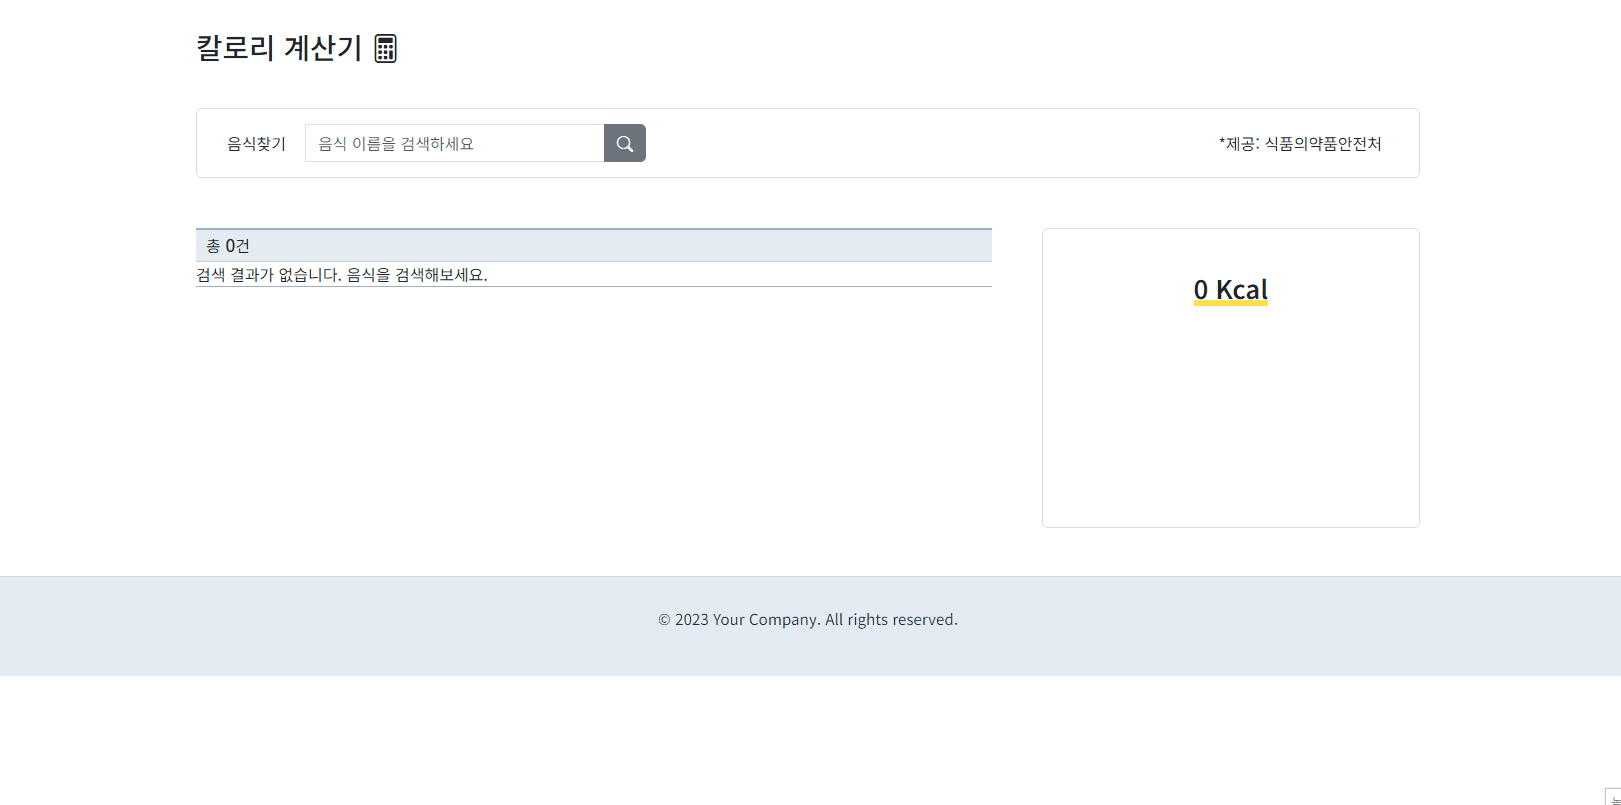 칼로리 계산기
음식찾기 음식 이름을 검색하세요 *제공: 식품의약품안전처
총 0건
검색 결과가 없습니다. 음식을 검색해보세요.
0 Kcal
© 2023 Your Company. All rights reserved.